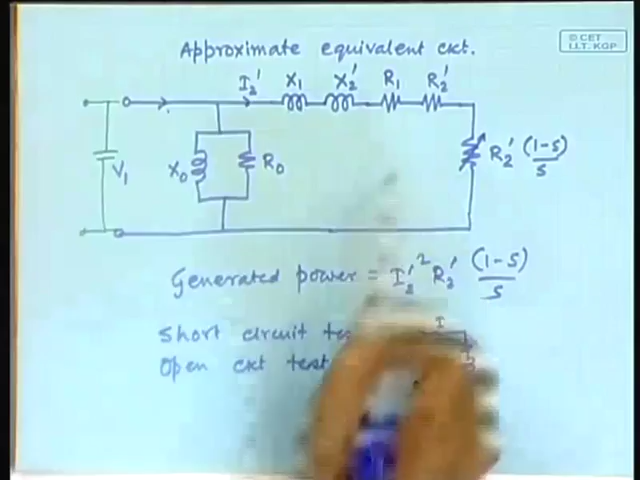 © CET
I.I.T. KGP
Approximate equivalent ckt.
I₂' X₁ X₂' R₁ R₂'
V₁ X₀ R₀ R₂' (1-s)/s
Generated power = I₂'² R₂' (1-s)/s
Short circuit
Open ckt test